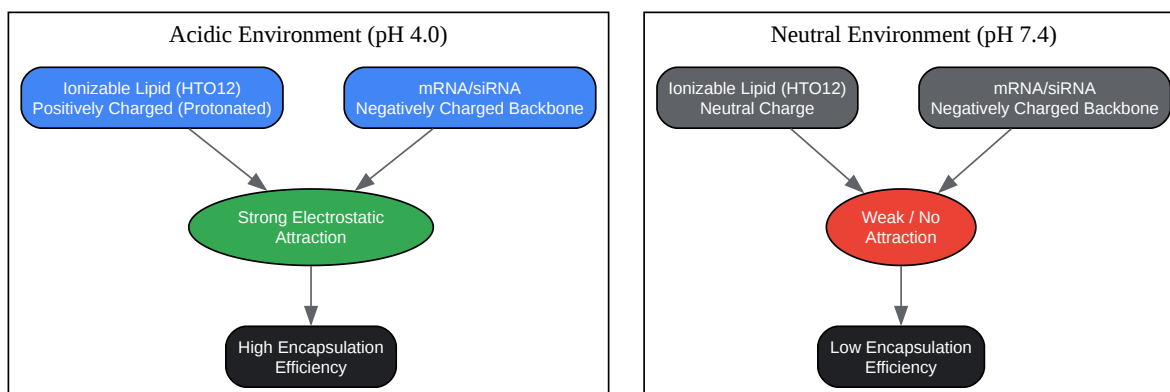 Acidic Environment (pH 4.0)
Ionizable Lipid (HTO12)
Positively Charged (Protonated)
mRNA/siRNA
Negatively Charged Backbone
Strong Electrostatic
Attraction
High Encapsulation
Efficiency
Neutral Environment (pH 7.4)
Ionizable Lipid (HTO12)
Neutral Charge
mRNA/siRNA
Negatively Charged Backbone
Weak / No
Attraction
Low Encapsulation
Efficiency